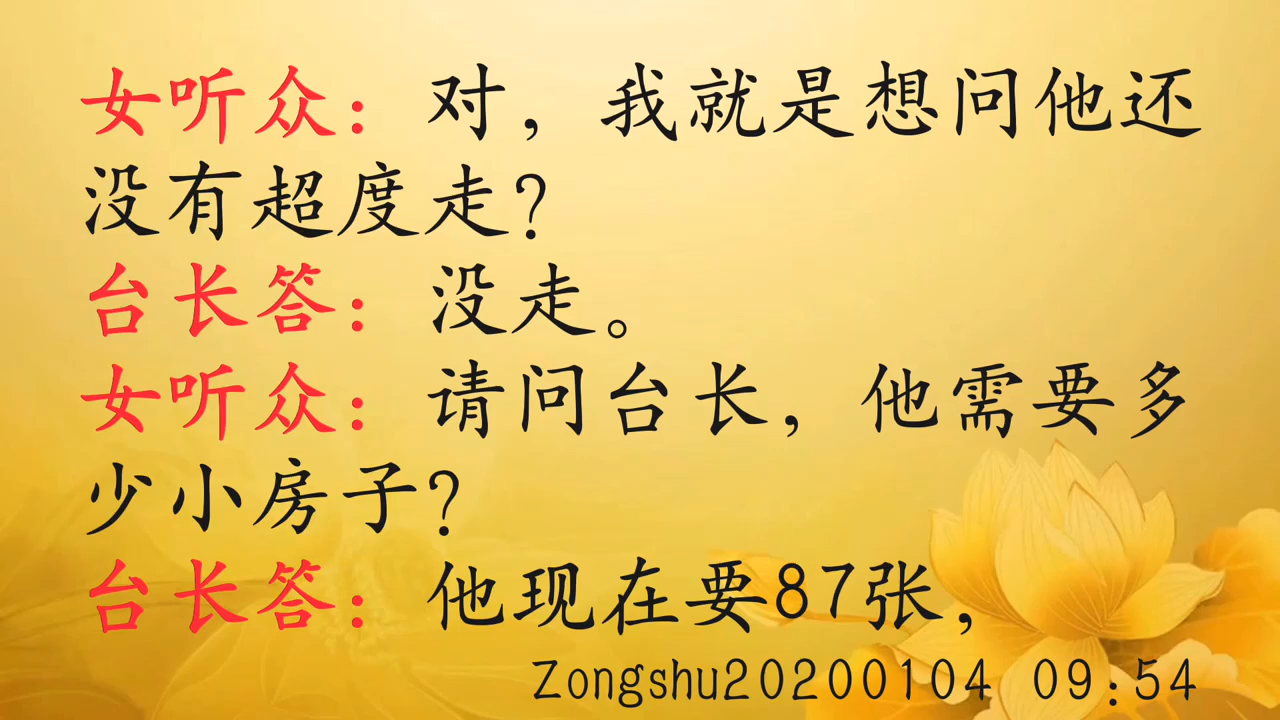 女听众：对，我就是想问他还
没有超度走？
台长答：没走。
女听众：请问台长，他需要多
少小房子？
台长答：他现在要87张，
Zongshu20200104 09:54